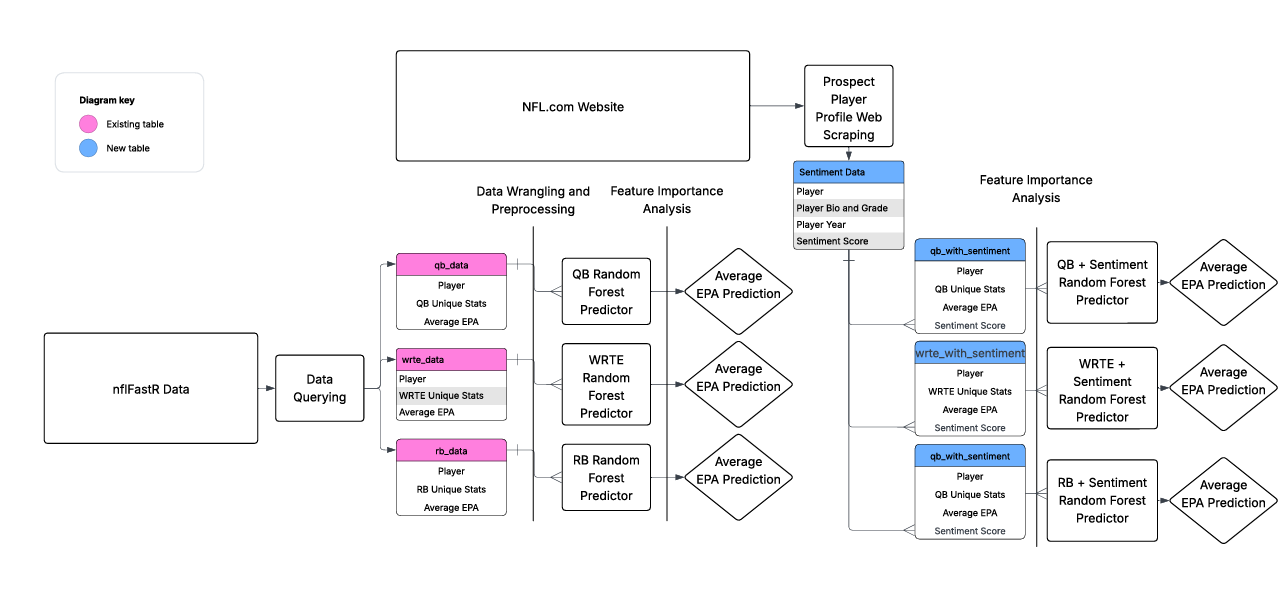 Diagram key
Existing table
New table
NFL.com Website
Prospect
Player
Profile Web
Scraping
Sentiment Data
Player
Player Bio and Grade
Player Year
Sentiment Score
Data Wrangling and
Preprocessing
Feature Importance
Analysis
Feature Importance
Analysis
nflFastR Data
Data
Querying
qb_data
Player
QB Unique Stats
Average EPA
QB Random
Forest
Predictor
Average
EPA Prediction
wrte_data
Player
WRTE Unique Stats
Average EPA
WRTE
Random
Forest
Predictor
Average
EPA Prediction
rb_data
Player
RB Unique Stats
Average EPA
RB Random
Forest
Predictor
Average
EPA Prediction
qb_with_sentiment
Player
QB Unique Stats
Average EPA
Sentiment Score
QB + Sentiment
Random Forest
Predictor
Average
EPA Prediction
wrte_with_sentiment
Player
WRTE Unique Stats
Average EPA
Sentiment Score
WRTE +
Sentiment
Random Forest
Predictor
Average
EPA Prediction
qb_with_sentiment
Player
QB Unique Stats
Average EPA
Sentiment Score
RB + Sentiment
Random Forest
Predictor
Average
EPA Prediction